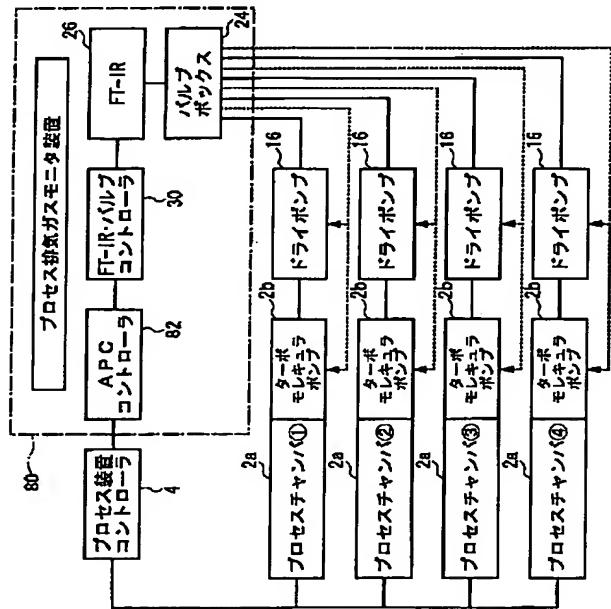 プロセス排気ガスモニタ装置
80
プロセス装置
コントローラ
4
APC
コントローラ
82
FT-IR・バルブ
コントローラ
30
FT-IR
26
バルブ
ボックス
24
2a
プロセスチャンバ①
2b
ターボ
モレキュラ
ポンプ
16
ドライポンプ
2a
プロセスチャンバ②
2b
ターボ
モレキュラ
ポンプ
16
ドライポンプ
2a
プロセスチャンバ③
2b
ターボ
モレキュラ
ポンプ
16
ドライポンプ
2a
プロセスチャンバ④
2b
ターボ
モレキュラ
ポンプ
16
ドライポンプ